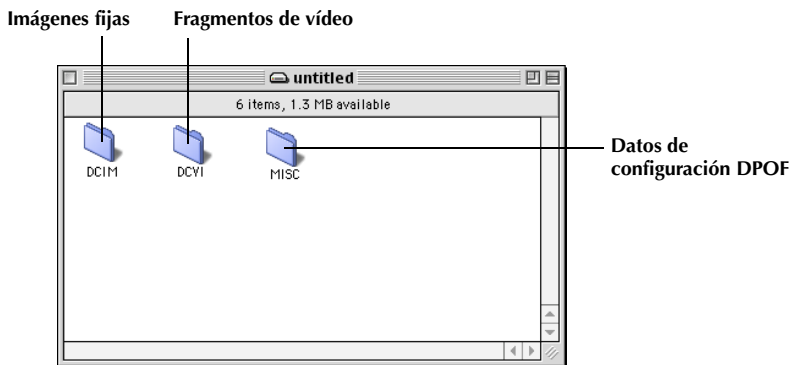 Imágenes fijas
Fragmentos de vídeo
untitled
6 items, 1.3 MB available
DCIM
DCVI
MISC
Datos de
configuración DPOF